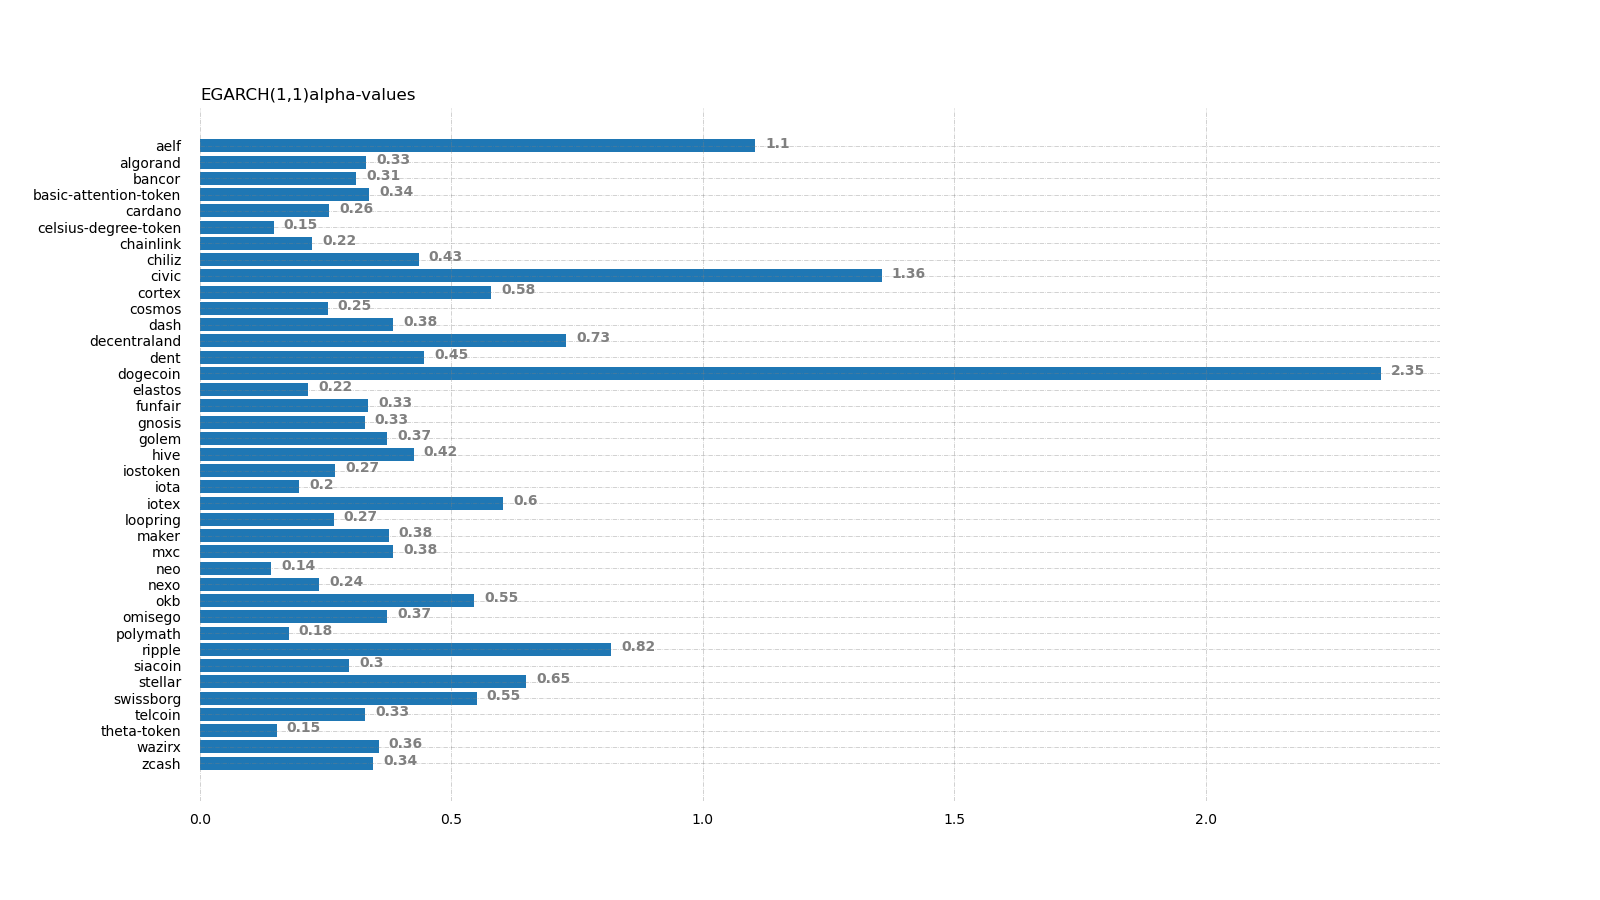 EGARCH(1,1)alpha-values
aelf 1.1
algorand 0.33
bancor 0.31
basic-attention-token 0.34
cardano 0.26
celsius-degree-token 0.15
chainlink 0.22
chiliz 0.43
civic 1.36
cortex 0.58
cosmos 0.25
dash 0.38
decentraland 0.73
dent 0.45
dogecoin 2.35
elastos 0.22
funfair 0.33
gnosis 0.33
golem 0.37
hive 0.42
iostoken 0.27
iota 0.2
iotex 0.6
loopring 0.27
maker 0.38
mxc 0.38
neo 0.14
nexo 0.24
okb 0.55
omisego 0.37
polymath 0.18
ripple 0.82
siacoin 0.3
stellar 0.65
swissborg 0.55
telcoin 0.33
theta-token 0.15
wazirx 0.36
zcash 0.34
0.0 0.5 1.0 1.5 2.0